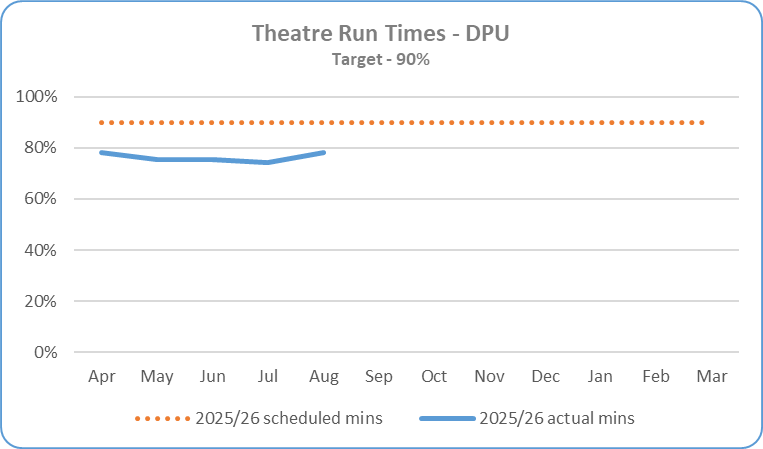 Theatre Run Times - DPU
Target - 90%
100%
80%
60%
40%
20%
0%
Apr May Jun Jul Aug Sep Oct Nov Dec Jan Feb Mar
2025/26 scheduled mins 2025/26 actual mins